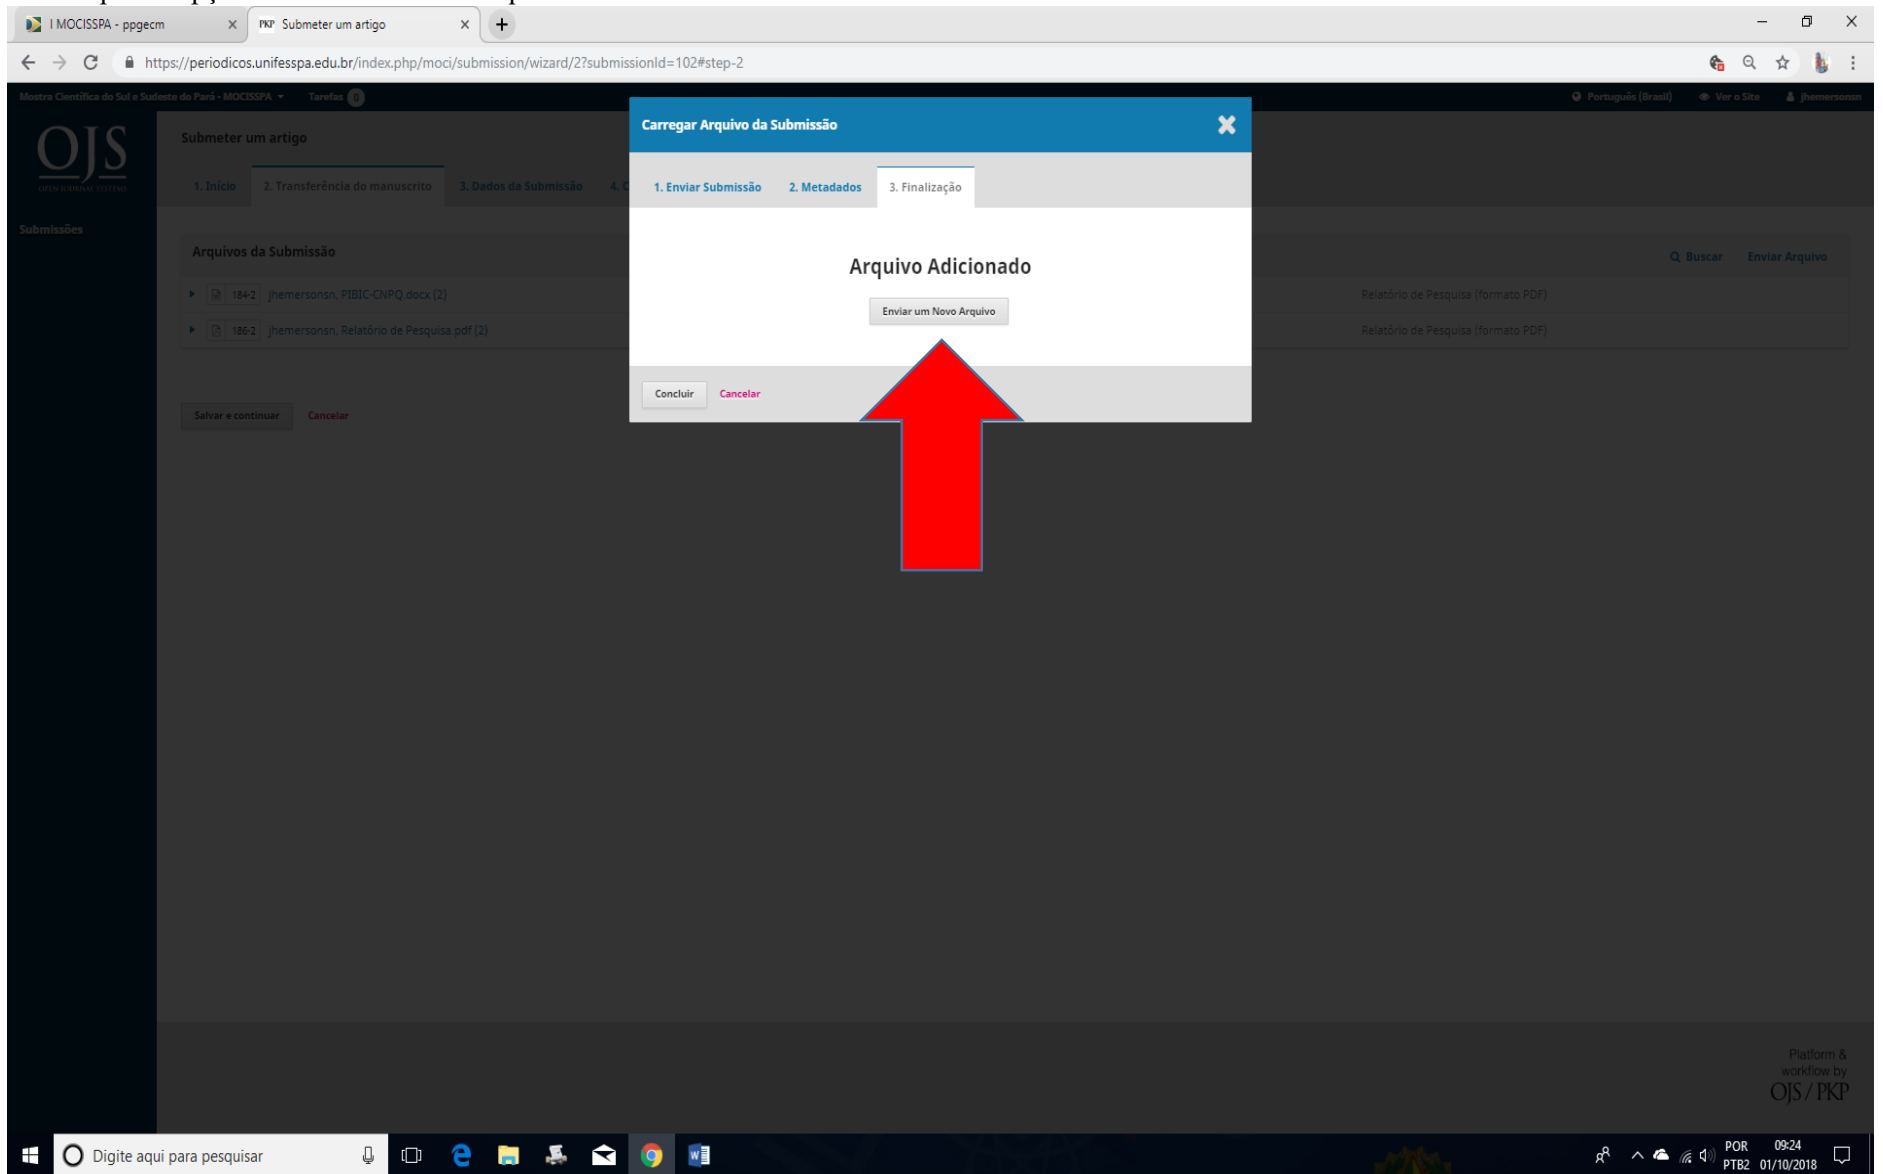 I MOCISSPA - ppgecm
PKP Submeter um artigo
https://periodicos.unifesspa.edu.br/index.php/moci/submission/wizard/2?submissionId=102#step-2
Mostra Científica do Sul e Sudeste do Pará - MOCISSPA Tarefas 0
Português (Brasil) Ver o Site jhemersonsn
OJS
OPEN JOURNAL SYSTEMS
Submissões
Submeter um artigo
1. Início 2. Transferência do manuscrito 3. Dados da Submissão 4. C
Arquivos da Submissão
Buscar Enviar Arquivo
184-2 jhemersonsn, PIBIC-CNPQ.docx (2) Relatório de Pesquisa (formato PDF)
186-2 jhemersonsn, Relatório de Pesquisa.pdf (2) Relatório de Pesquisa (formato PDF)
Salvar e continuar Cancelar
Carregar Arquivo da Submissão
1. Enviar Submissão 2. Metadados 3. Finalização
Arquivo Adicionado
Enviar um Novo Arquivo
Concluir Cancelar
Platform &
workflow by
OJS / PKP
Digite aqui para pesquisar
POR 09:24
PTB2 01/10/2018